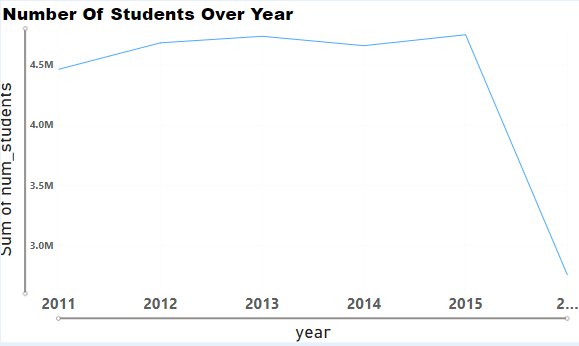 Number Of Students Over Year
Sum of num_students
4.5M
4.0M
3.5M
3.0M
2011 2012 2013 2014 2015 2...
year